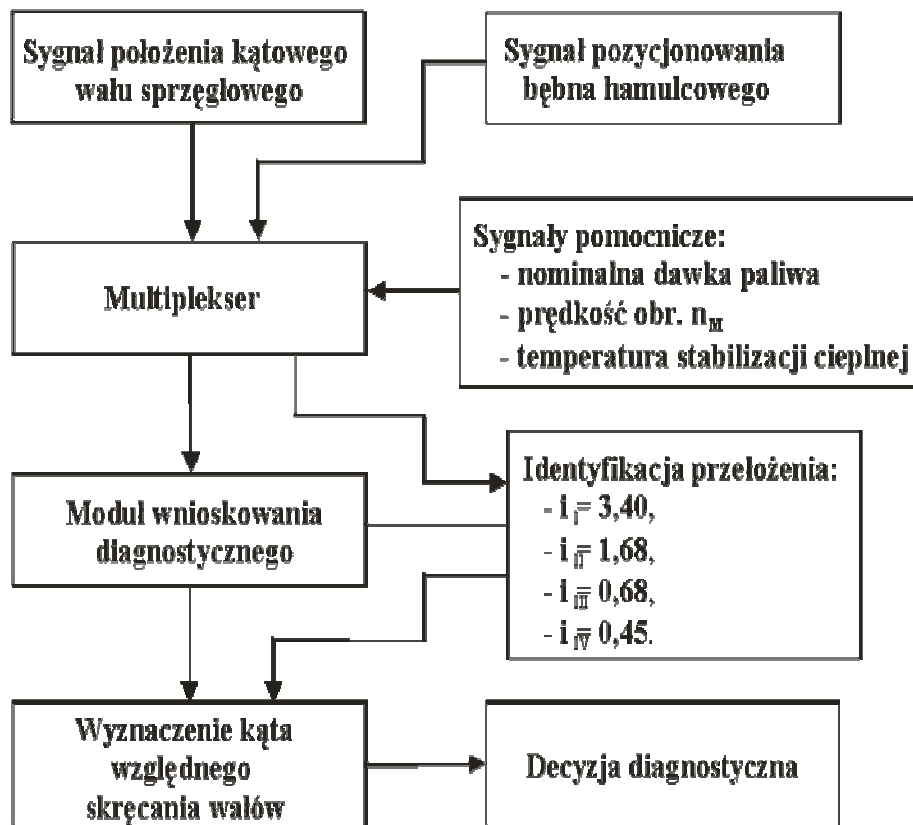 Sygnał położenia kątowego
wału sprzęgłowego
Sygnał pozycjonowania
bębna hamulcowego
Sygnały pomocnicze:
- nominalna dawka paliwa
- prędkość obr. nM
- temperatura stabilizacji cieplnej
Multiplekser
Identyfikacja przełożenia:
- i I = 3,40,
- i II = 1,68,
- i III = 0,68,
- i IV = 0,45.
Moduł wnioskowania
diagnostycznego
Wyznaczenie kąta
względnego
skręcania wałów
Decyzja diagnostyczna